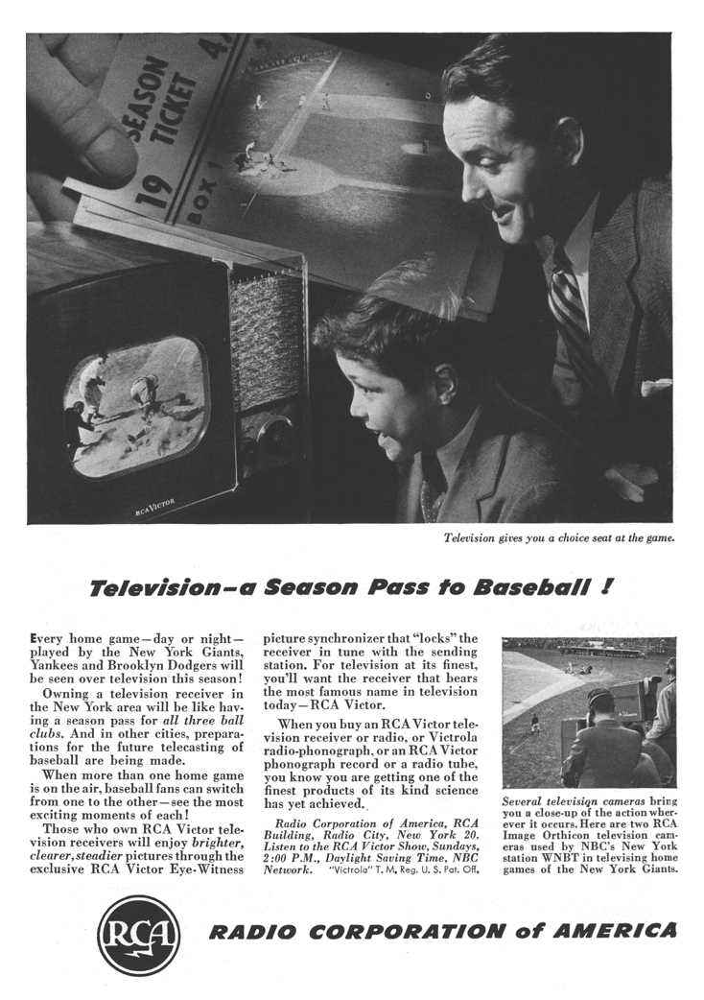 SEASON
TICKET
19
BOX 1
RCA VICTOR
Television gives you a choice seat at the game.
Television—a Season Pass to Baseball !
Every home game—day or night—
played by the New York Giants,
Yankees and Brooklyn Dodgers will
be seen over television this season!
Owning a television receiver in
the New York area will be like hav-
ing a season pass for all three ball
clubs. And in other cities, prepara-
tions for the future telecasting of
baseball are being made.
When more than one home game
is on the air, baseball fans can switch
from one to the other—see the most
exciting moments of each!
Those who own RCA Victor tele-
vision receivers will enjoy brighter,
clearer, steadier pictures through the
exclusive RCA Victor Eye-Witness
picture synchronizer that "locks" the
receiver in tune with the sending
station. For television at its finest,
you'll want the receiver that bears
the most famous name in television
today—RCA Victor.
When you buy an RCA Victor tele-
vision receiver or radio, or Victrola
radio-phonograph, or an RCA Victor
phonograph record or a radio tube,
you know you are getting one of the
finest products of its kind science
has yet achieved.
Radio Corporation of America, RCA
Building, Radio City, New York 20.
Listen to the RCA Victor Show, Sundays,
2:00 P.M., Daylight Saving Time, NBC
Network. "Victrola" T. M. Reg. U. S. Pat. Off.
Several television cameras bring
you a close-up of the action wher-
ever it occurs. Here are two RCA
Image Orthicon television cam-
eras used by NBC's New York
station WNBT in televising home
games of the New York Giants.
RCA
RADIO CORPORATION of AMERICA